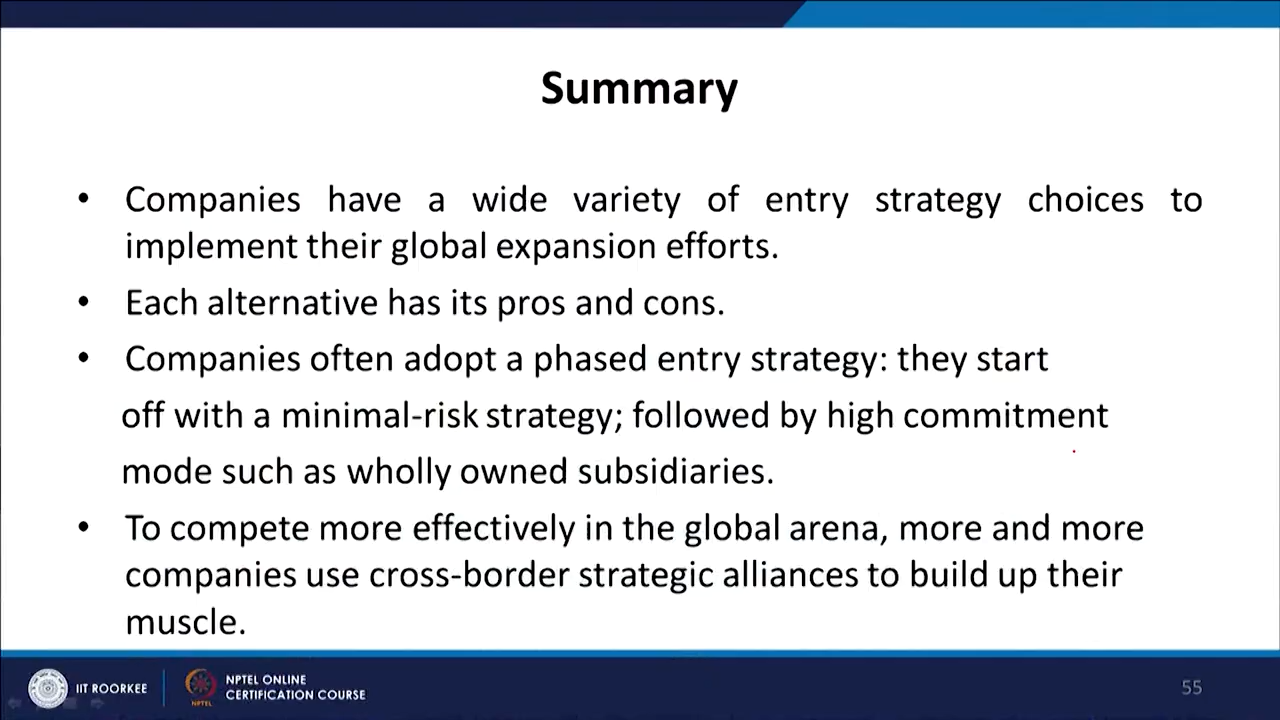 Summary
• Companies have a wide variety of entry strategy choices to
implement their global expansion efforts.
• Each alternative has its pros and cons.
• Companies often adopt a phased entry strategy: they start
off with a minimal-risk strategy; followed by high commitment
mode such as wholly owned subsidiaries.
• To compete more effectively in the global arena, more and more
companies use cross-border strategic alliances to build up their
muscle.
IIT ROORKEE
NPTEL
NPTEL ONLINE
CERTIFICATION COURSE
55